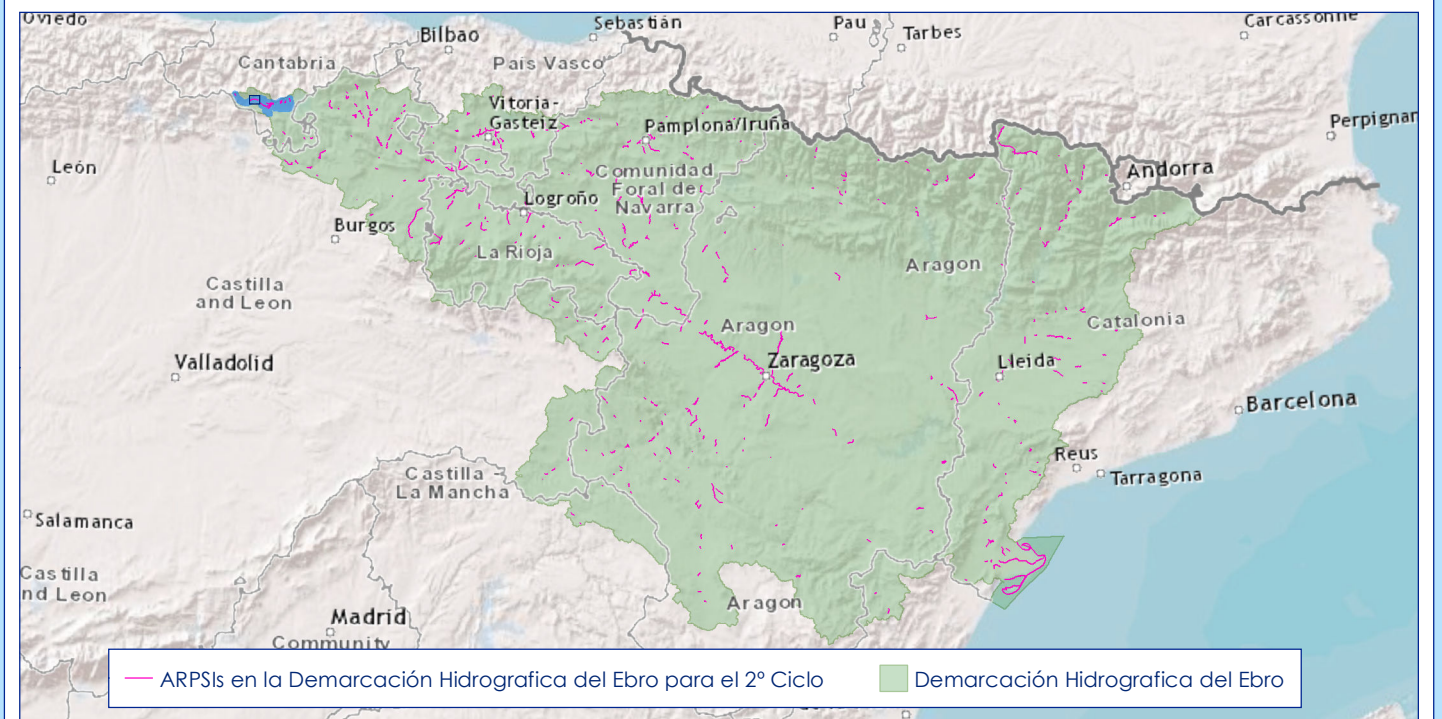 Oviedo
Sebastián
Pau
Carcassonne
Bilbao
Tarbes
Cantabria
País Vasco
Vitoria-
Gasteiz
Pamplona/Iruña
Perpignan
León
Comunidad
Foral de
Navarra
Andorra
Logroño
Burgos
La Rioja
Aragon
Castilla
and Leon
Aragon
Catalonia
Valladolid
Zaragoza
Lleida
Barcelona
Castilla -
La Mancha
Reus
Tarragona
Salamanca
Castilla
nd Leon
Aragon
Madrid
Community
ARPSIs en la Demarcación Hidrografica del Ebro para el 2º Ciclo
Demarcación Hidrografica del Ebro